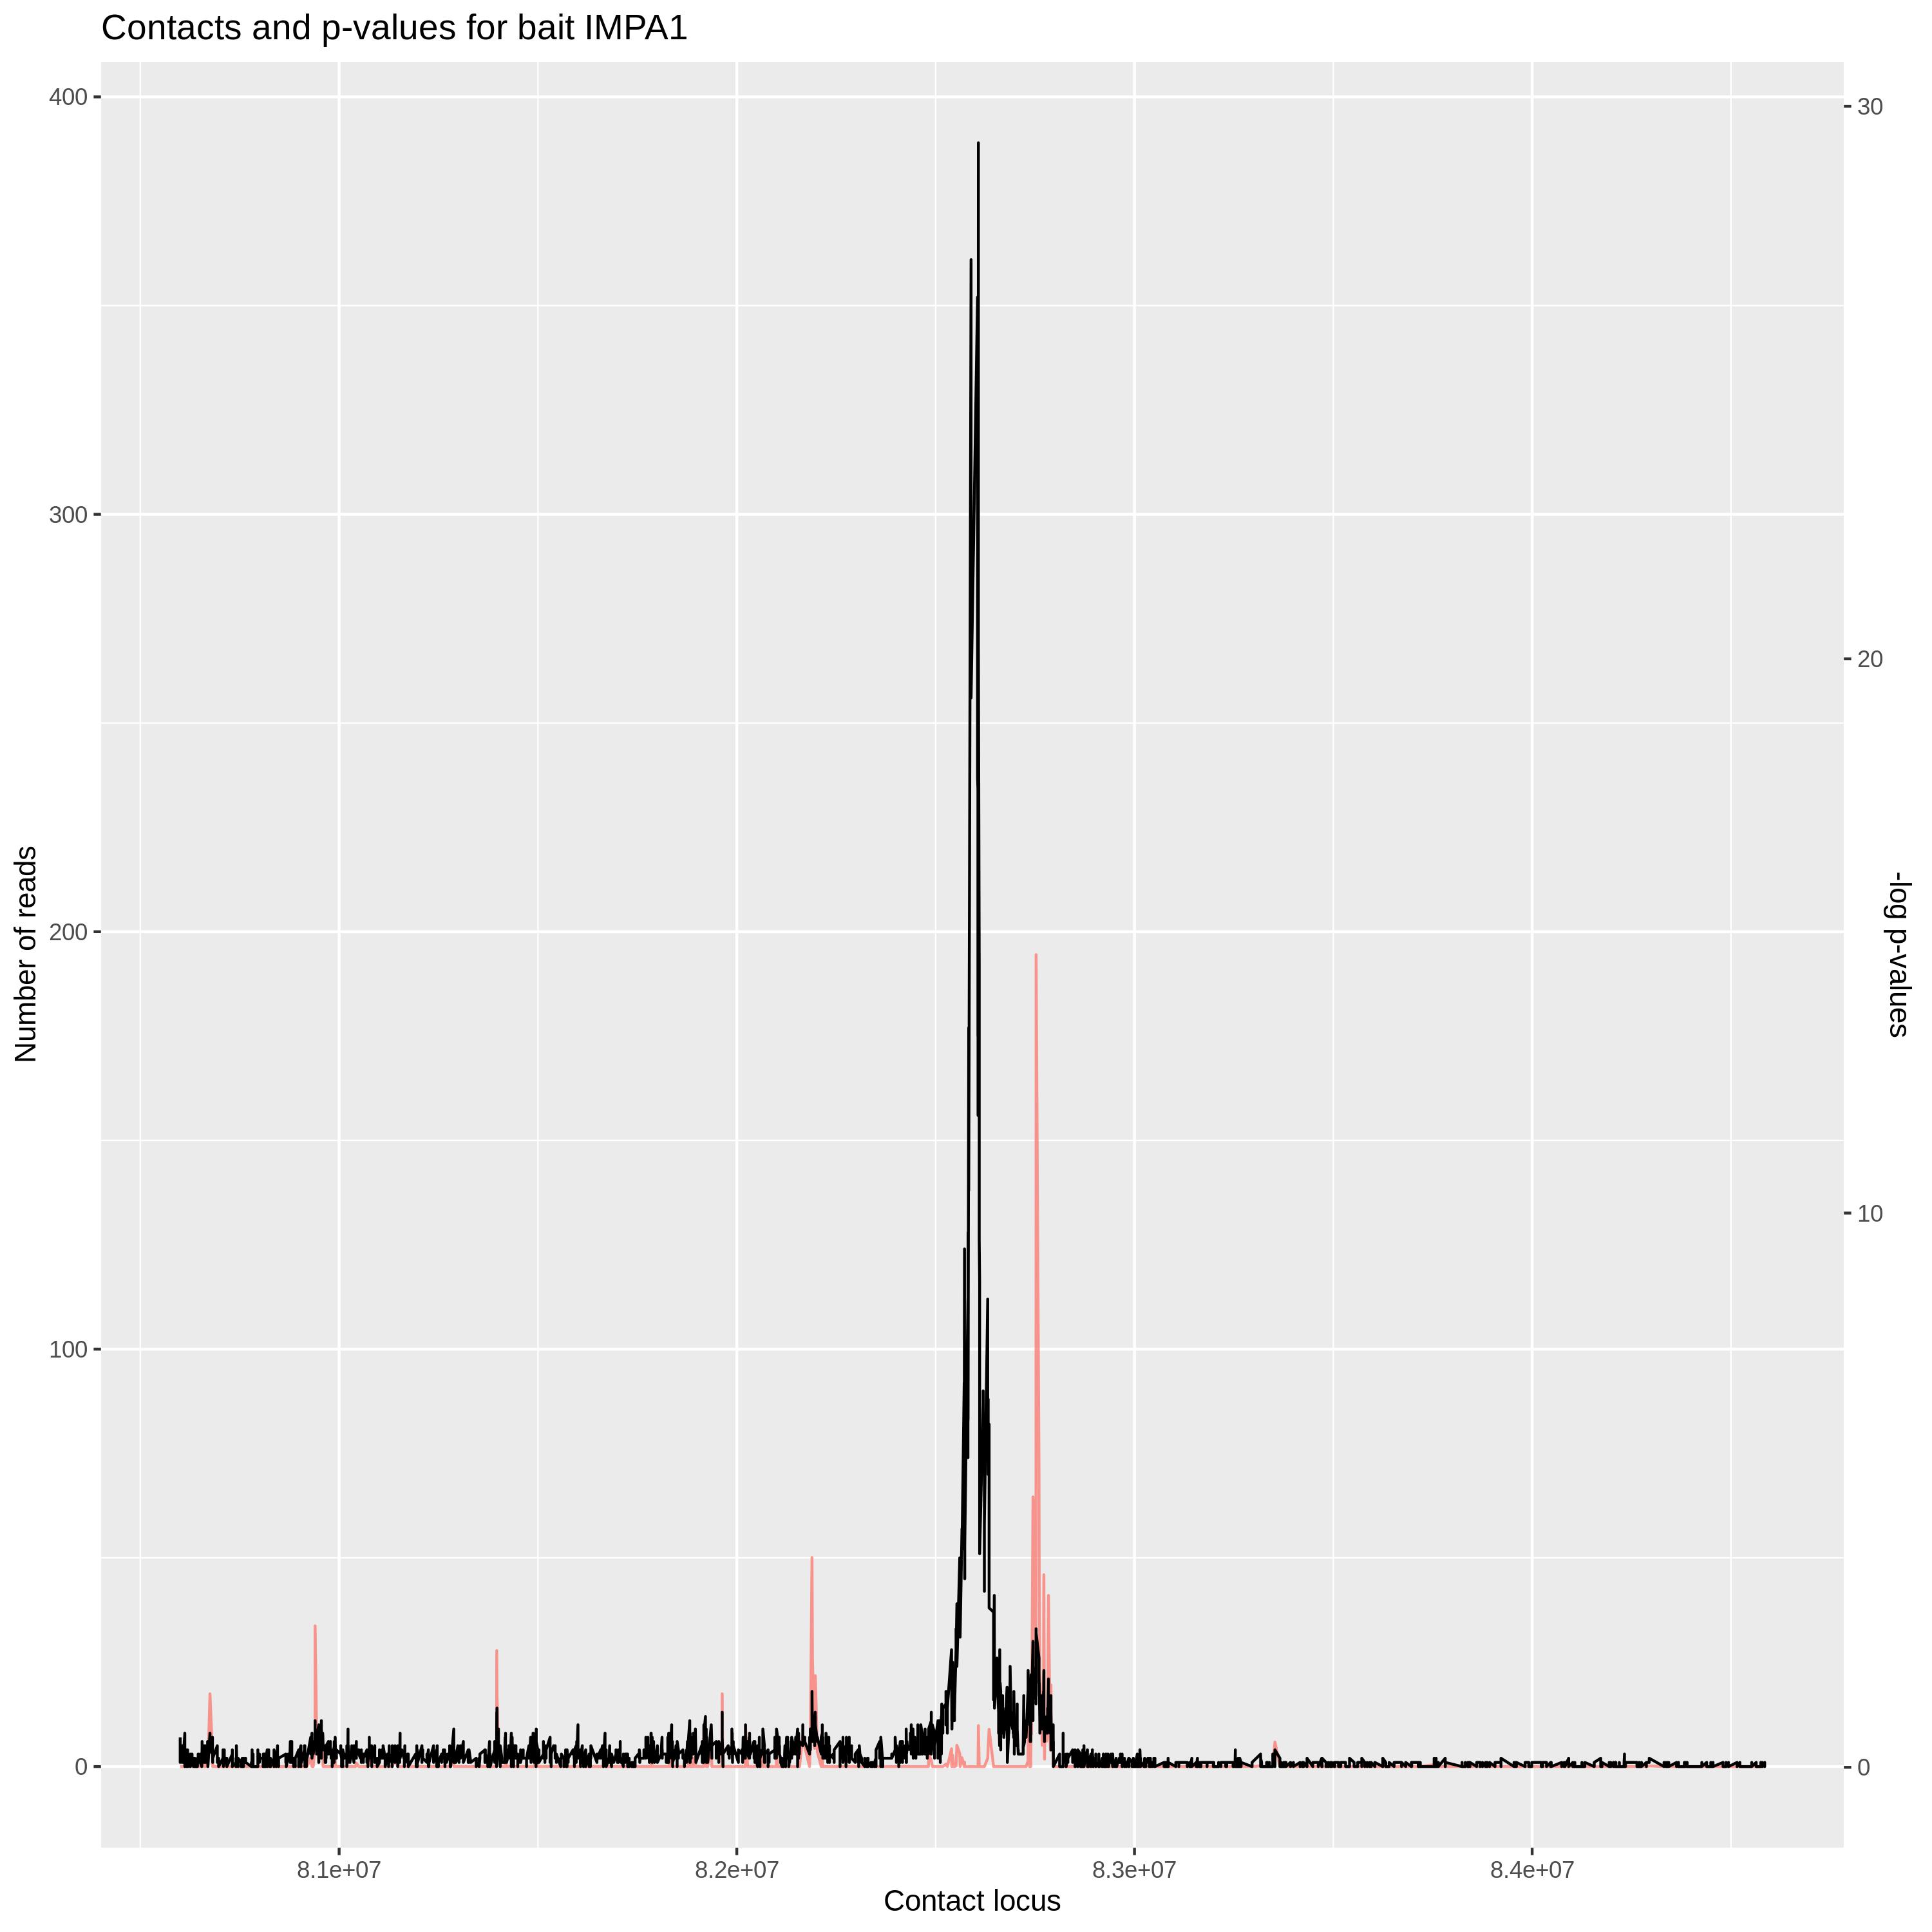 Contacts and p-values for bait IMPA1
400
300
200
100
0
30
20
10
0
Number of reads
-log p-values
8.1e+07
8.2e+07
8.3e+07
8.4e+07
Contact locus